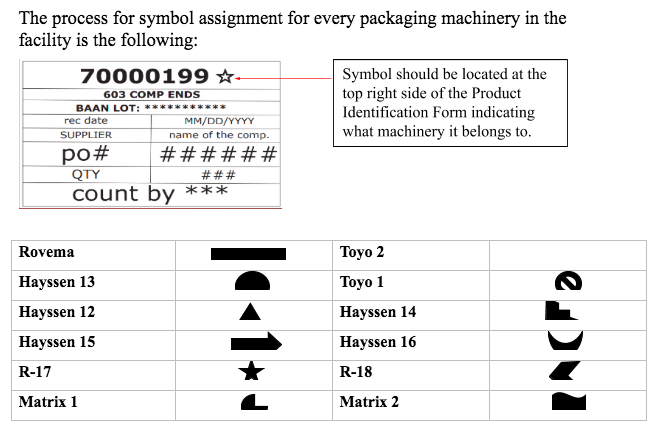 The process for symbol assignment for every packaging machinery in the
facility is the following:
70000199 ☆
603 COMP ENDS
BAAN LOT: ***********
rec date MM/DD/YYYY
SUPPLIER name of the comp.
po# ######
QTY ###
count by ***
Symbol should be located at the
top right side of the Product
Identification Form indicating
what machinery it belongs to.
Rovema Toyo 2
Hayssen 13 Toyo 1
Hayssen 12 Hayssen 14
Hayssen 15 Hayssen 16
R-17 R-18
Matrix 1 Matrix 2